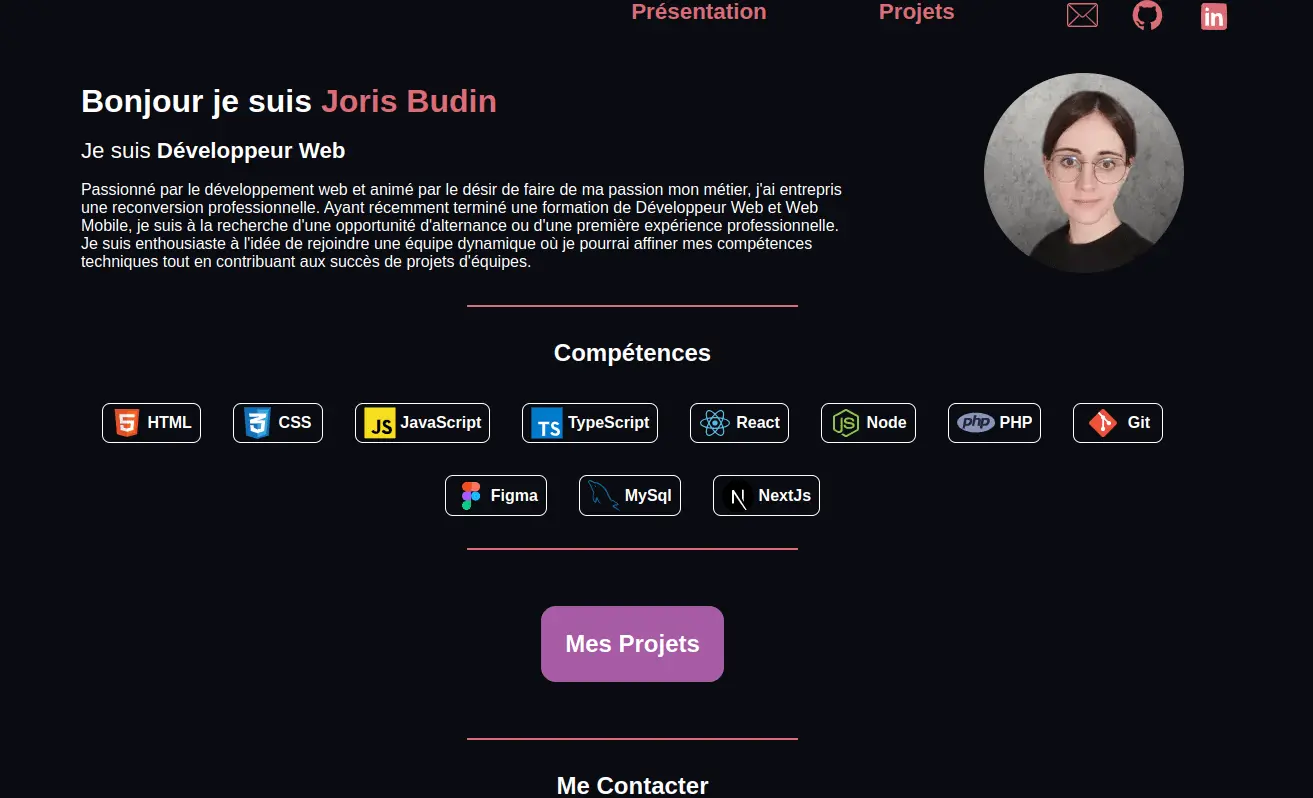 Présentation Projets in
Bonjour je suis Joris Budin
Je suis Développeur Web
Passionné par le développement web et animé par le désir de faire de ma passion mon métier, j'ai entrepris
une reconversion professionnelle. Ayant récemment terminé une formation de Développeur Web et Web
Mobile, je suis à la recherche d'une opportunité d'alternance ou d'une première expérience professionnelle.
Je suis enthousiaste à l'idée de rejoindre une équipe dynamique où je pourrai affiner mes compétences
techniques tout en contribuant aux succès de projets d'équipes.
Compétences
HTML CSS JS JavaScript TS TypeScript React JS Node php PHP Git
Figma MySql N NextJs
Mes Projets
Me Contacter